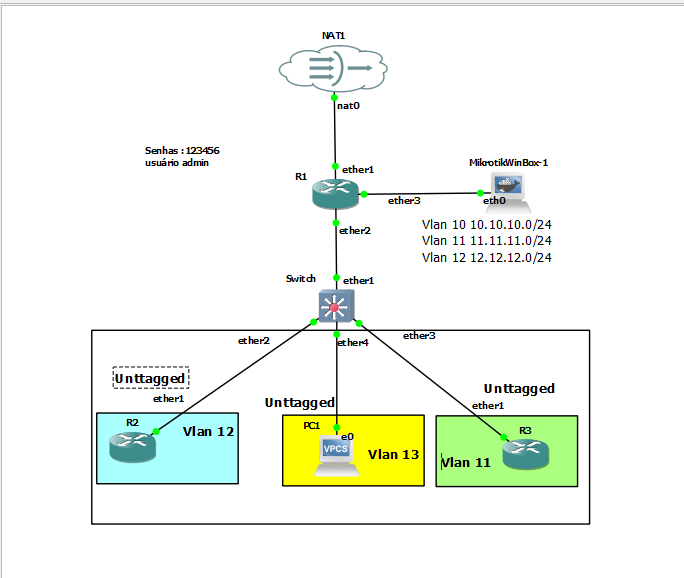 NAT1
nat0
Senhas : 123456
usuário admin
ether1
MikrotikWinBox-1
R1
ether3
eth0
ether2
Vlan 10 10.10.10.0/24
Vlan 11 11.11.11.0/24
Vlan 12 12.12.12.0/24
Switch
ether1
ether2
ether4
ether3
Unttagged
ether1
Unttagged
Unttagged
ether1
R2
Vlan 12
PC1
e0
VPCS
Vlan 13
R3
Vlan 11